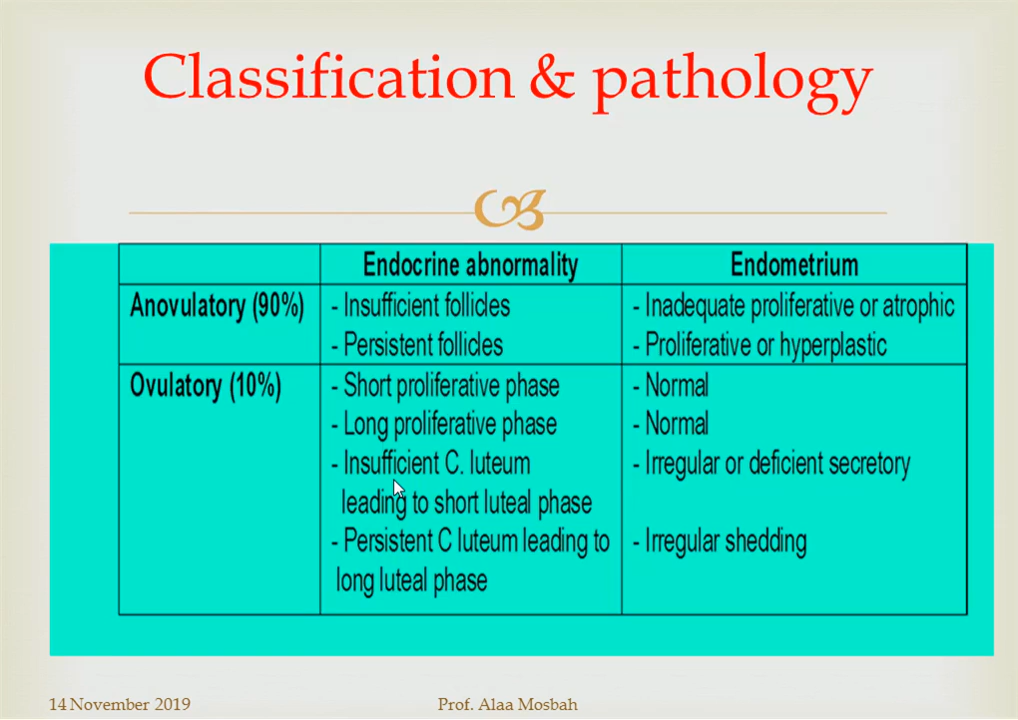 Classification & pathology
Endocrine abnormality
Endometrium
Anovulatory (90%)
- Insufficient follicles
- Inadequate proliferative or atrophic
- Persistent follicles
- Proliferative or hyperplastic
Ovulatory (10%)
- Short proliferative phase
- Normal
- Long proliferative phase
- Normal
- Insufficient C. luteum
- Irregular or deficient secretory
leading to short luteal phase
- Persistent C luteum leading to
- Irregular shedding
long luteal phase
14 November 2019
Prof. Alaa Mosbah